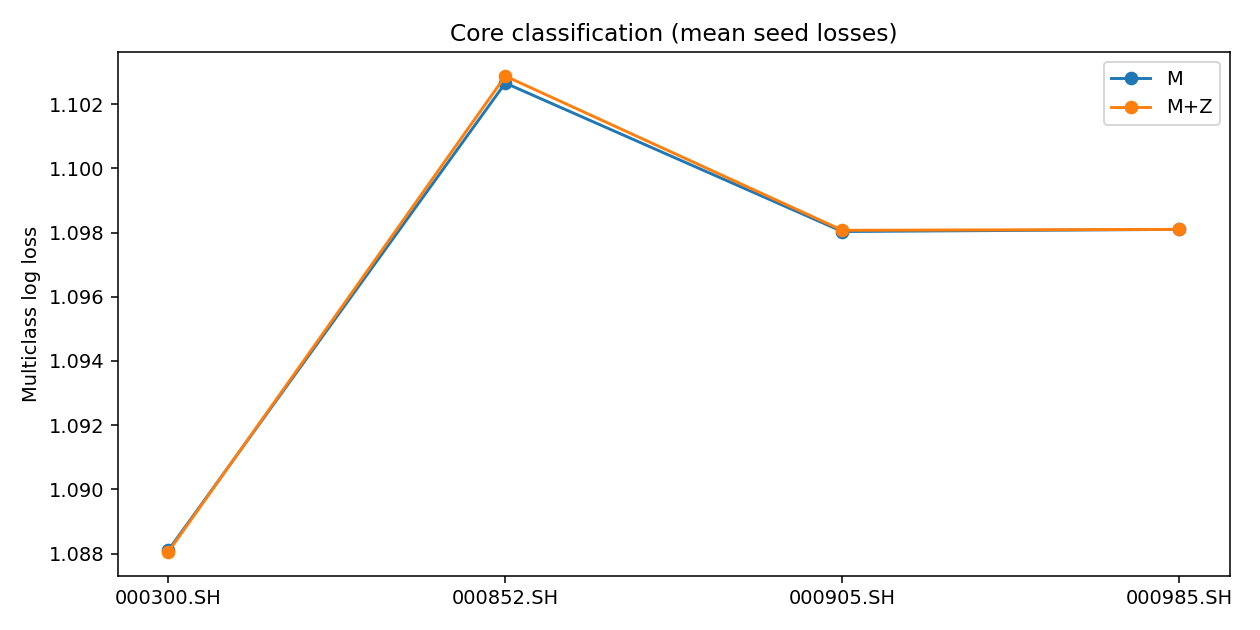 Core classification (mean seed losses)
M
M+Z
Multiclass log loss
1.102
1.100
1.098
1.096
1.094
1.092
1.090
1.088
000300.SH
000852.SH
000905.SH
000985.SH